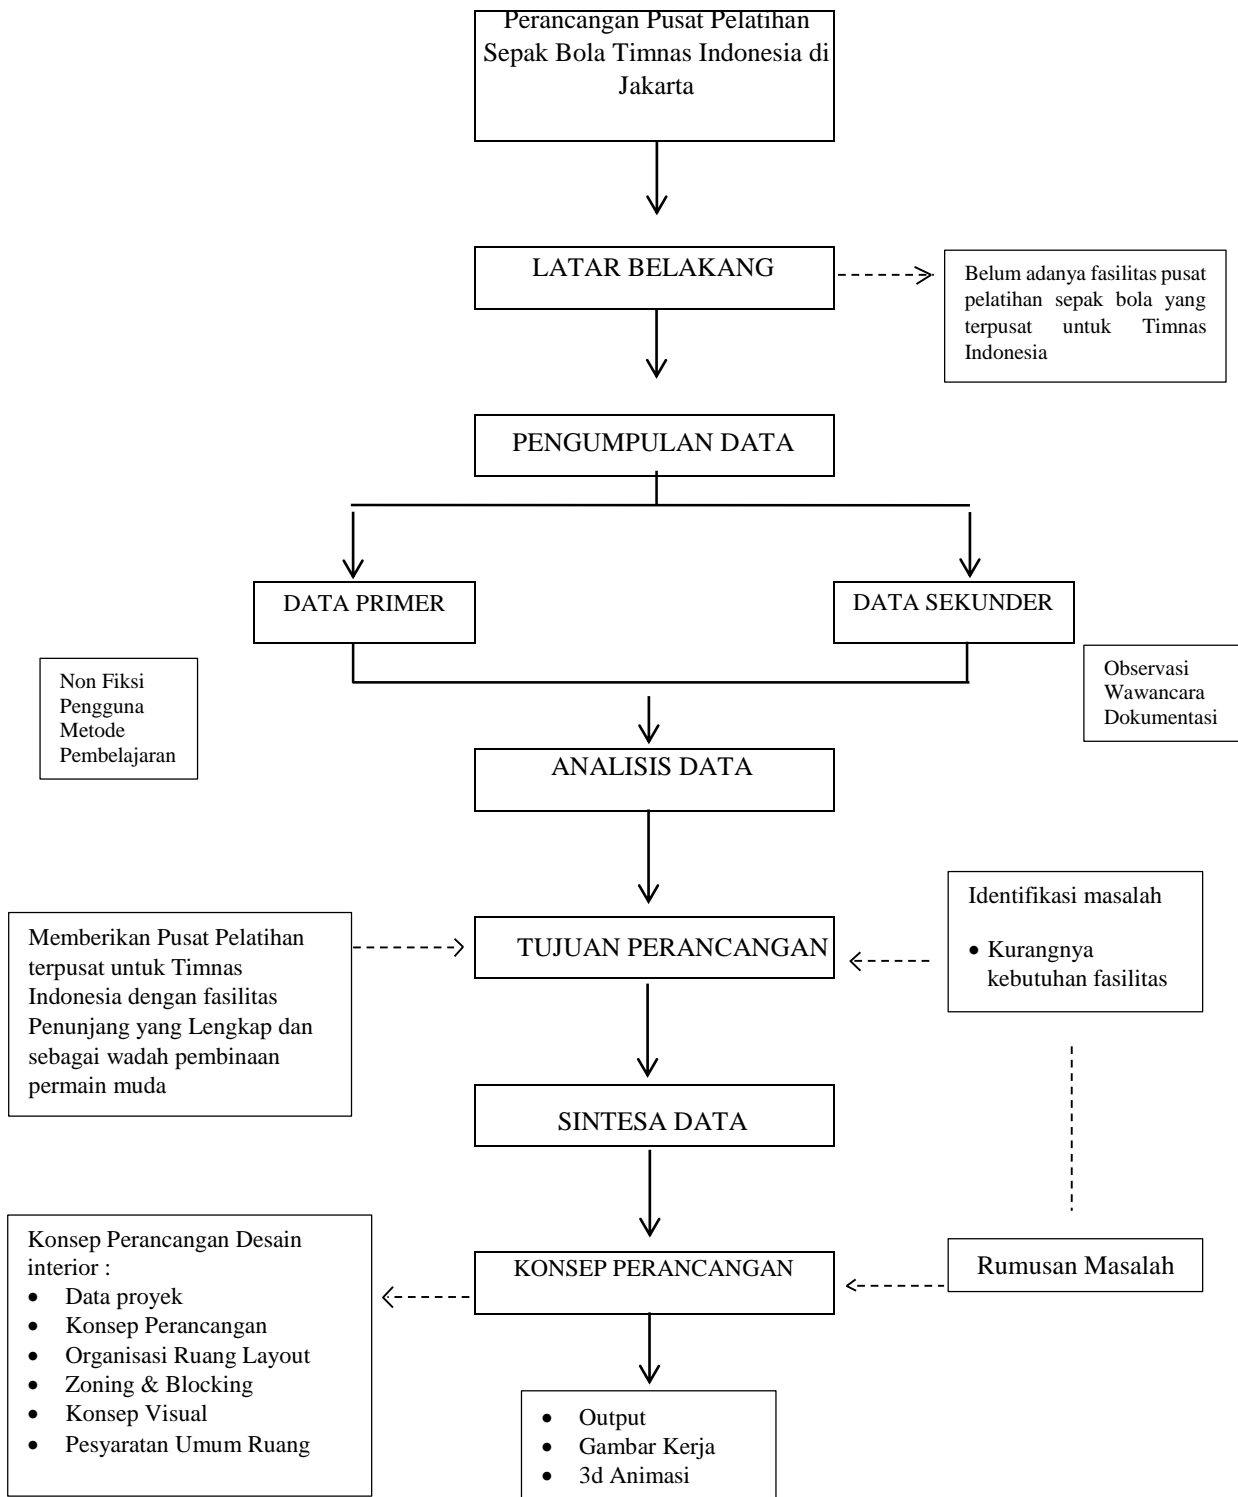 Perancangan Pusat Pelatihan
Sepak Bola Timnas Indonesia di
Jakarta
LATAR BELAKANG
Belum adanya fasilitas pusat
pelatihan sepak bola yang
terpusat untuk Timnas
Indonesia
PENGUMPULAN DATA
DATA PRIMER
DATA SEKUNDER
Non Fiksi
Pengguna
Metode
Pembelajaran
Observasi
Wawancara
Dokumentasi
ANALISIS DATA
Identifikasi masalah
• Kurangnya
kebutuhan fasilitas
Memberikan Pusat Pelatihan
terpusat untuk Timnas
Indonesia dengan fasilitas
Penunjang yang Lengkap dan
sebagai wadah pembinaan
permain muda
TUJUAN PERANCANGAN
SINTESA DATA
Konsep Perancangan Desain
interior :
• Data proyek
• Konsep Perancangan
• Organisasi Ruang Layout
• Zoning & Blocking
• Konsep Visual
• Pesyaratan Umum Ruang
KONSEP PERANCANGAN
Rumusan Masalah
• Output
• Gambar Kerja
• 3d Animasi